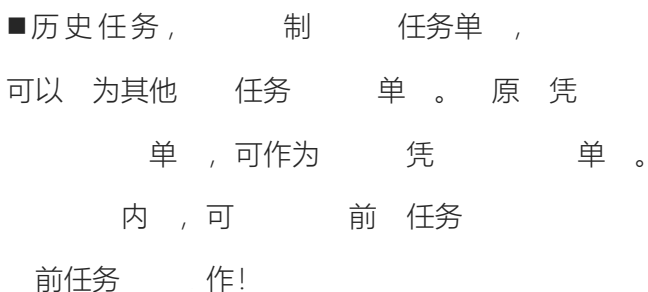 ■历史任务, 制 任务单 ,
可以 为其他 任务 单 。 原 凭
单 , 可作为 凭 单 。
内 , 可 前 任务
前任务 作!